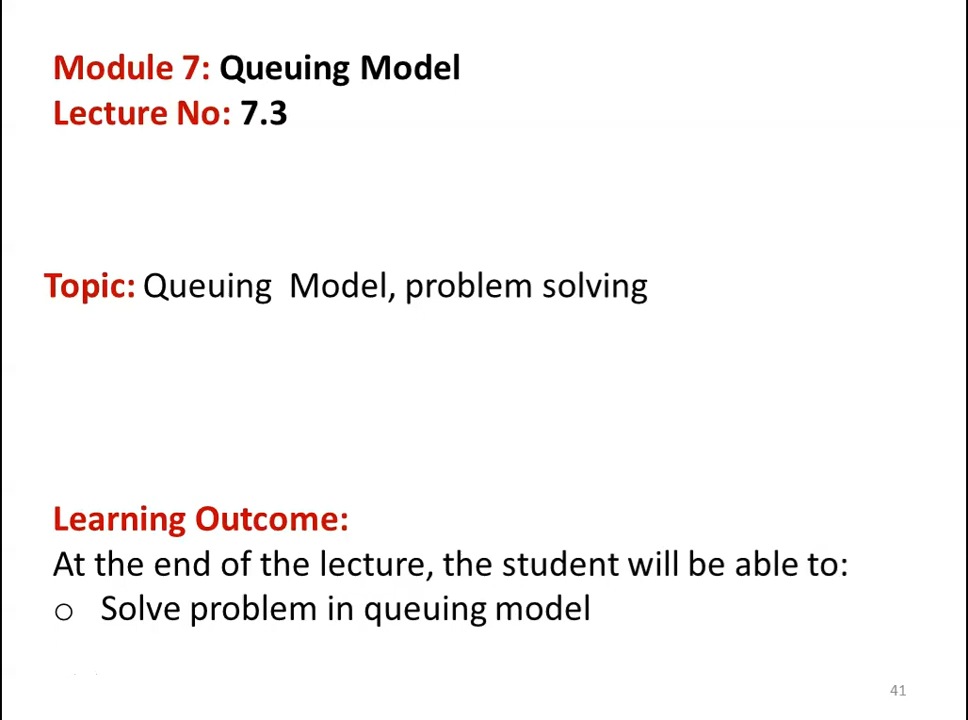 Module 7: Queuing Model
Lecture No: 7.3
Topic: Queuing Model, problem solving
Learning Outcome:
At the end of the lecture, the student will be able to:
o Solve problem in queuing model
41